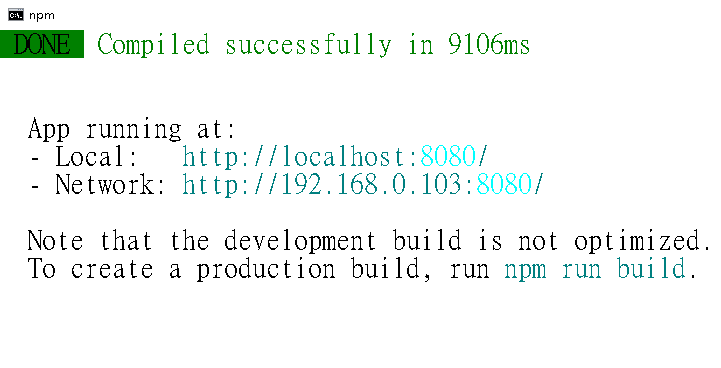 C:\. npm
DONE Compiled successfully in 9106ms
App running at:
- Local: http://localhost:8080/
- Network: http://192.168.0.103:8080/
Note that the development build is not optimized.
To create a production build, run npm run build.